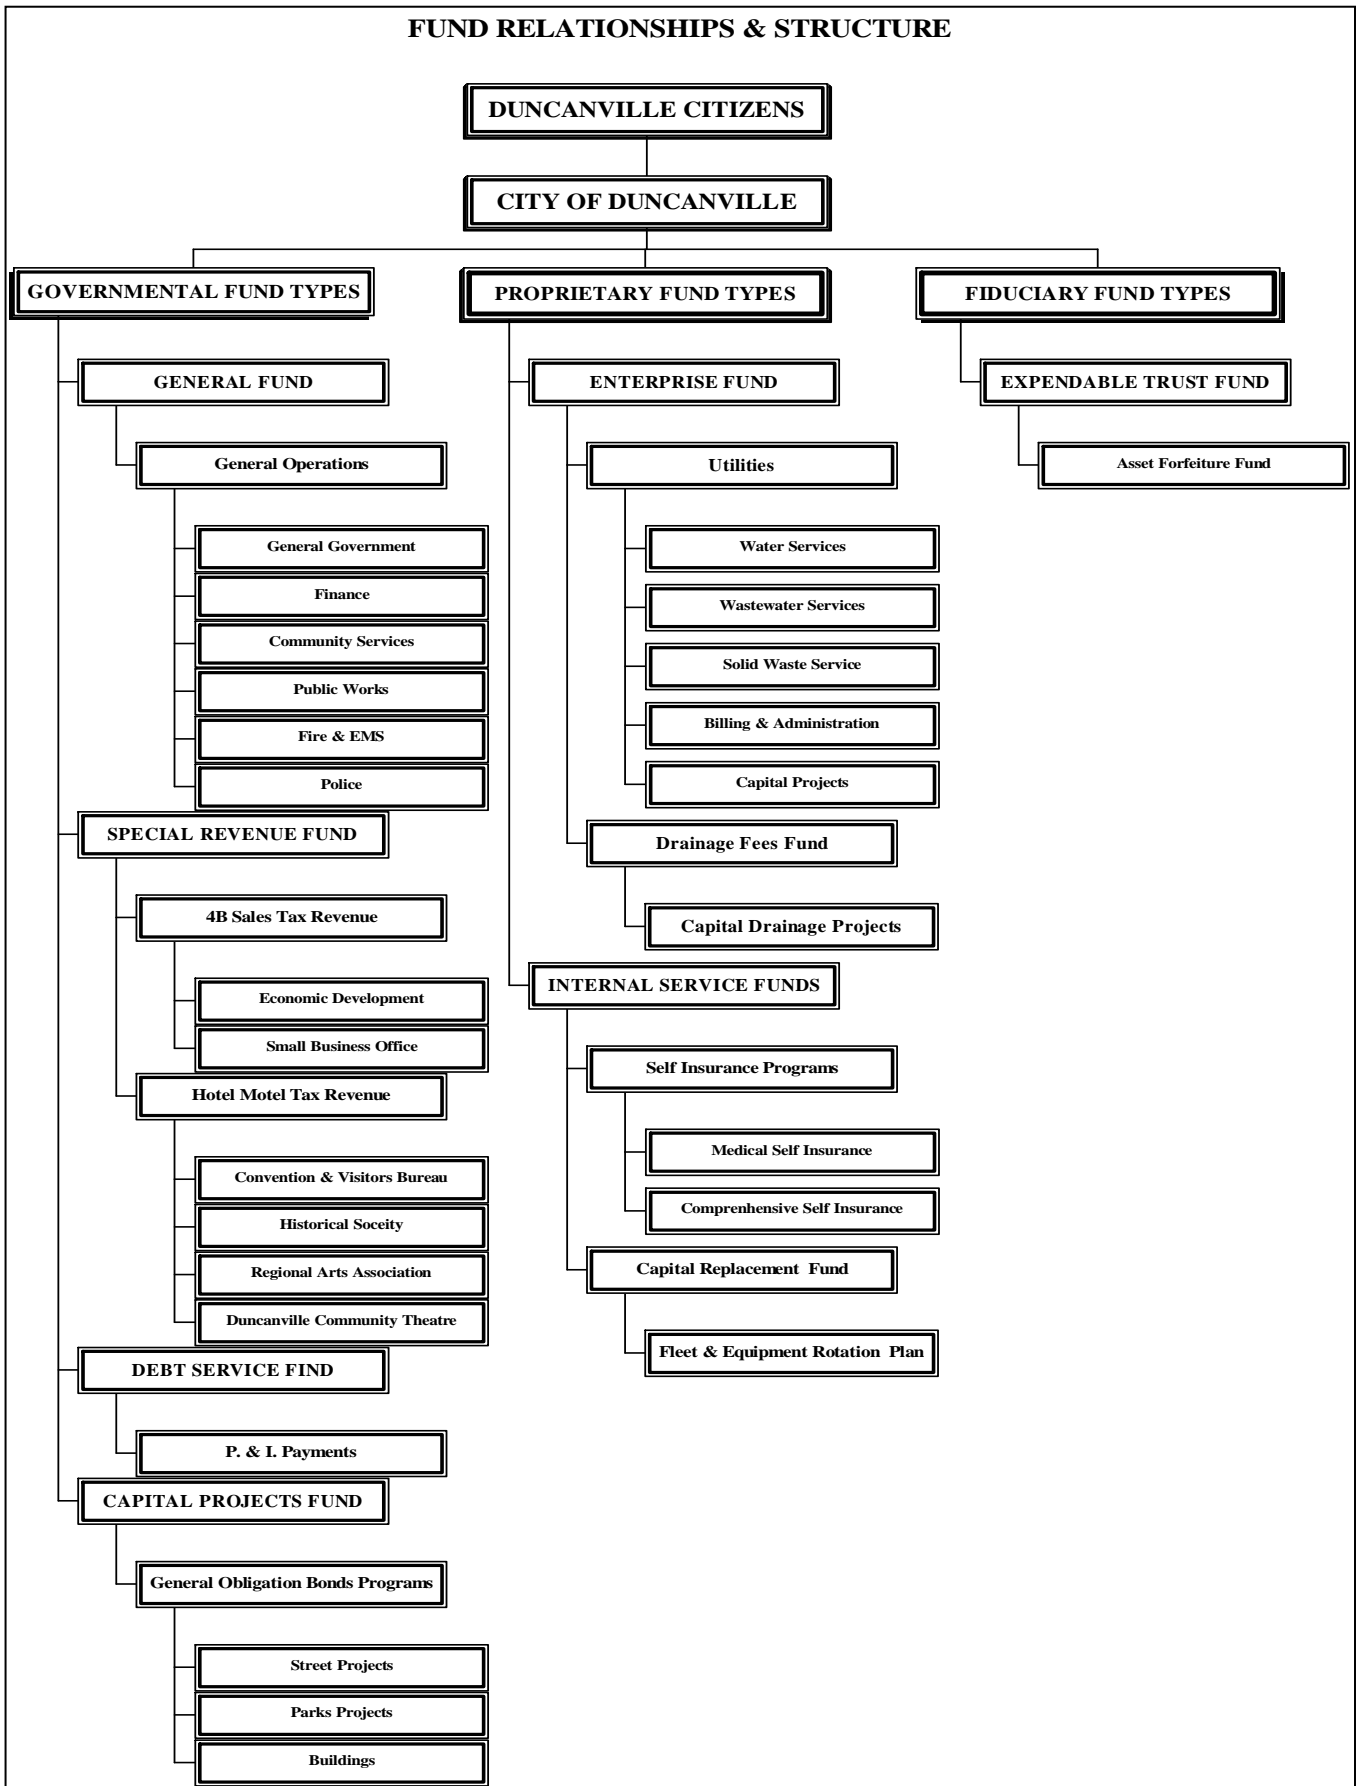 FUND RELATIONSHIPS & STRUCTURE
DUNCANVILLE CITIZENS
CITY OF DUNCANVILLE
GOVERNMENTAL FUND TYPES
GENERAL FUND
General Operations
General Government
Finance
Community Services
Public Works
Fire & EMS
Police
SPECIAL REVENUE FUND
4B Sales Tax Revenue
Economic Development
Small Business Office
Hotel Motel Tax Revenue
Convention & Visitors Bureau
Historical Soceity
Regional Arts Association
Duncanville Community Theatre
DEBT SERVICE FIND
P. & I. Payments
CAPITAL PROJECTS FUND
General Obligation Bonds Programs
Street Projects
Parks Projects
Buildings
PROPRIETARY FUND TYPES
ENTERPRISE FUND
Utilities
Water Services
Wastewater Services
Solid Waste Service
Billing & Administration
Capital Projects
Drainage Fees Fund
Capital Drainage Projects
INTERNAL SERVICE FUNDS
Self Insurance Programs
Medical Self Insurance
Comprenhensive Self Insurance
Capital Replacement Fund
Fleet & Equipment Rotation Plan
FIDUCIARY FUND TYPES
EXPENDABLE TRUST FUND
Asset Forfeiture Fund